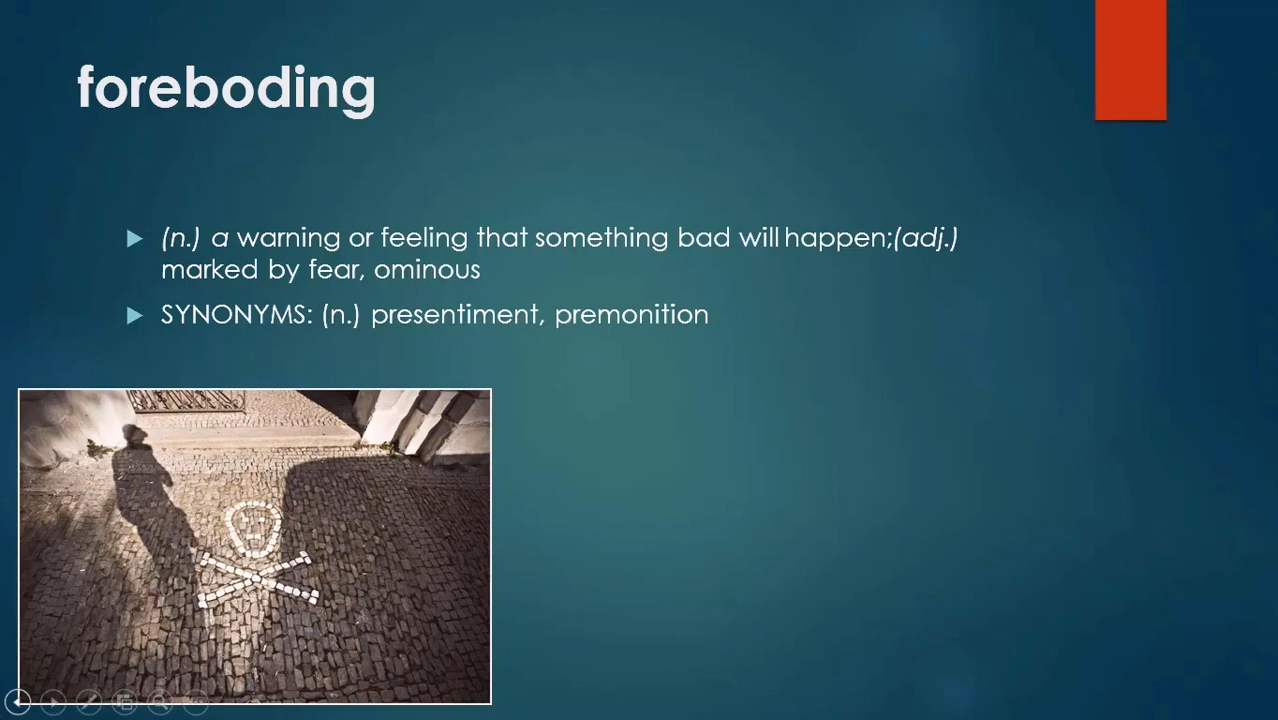 foreboding
(n.) a warning or feeling that something bad will happen;(adj.)
marked by fear, ominous
SYNONYMS: (n.) presentiment, premonition